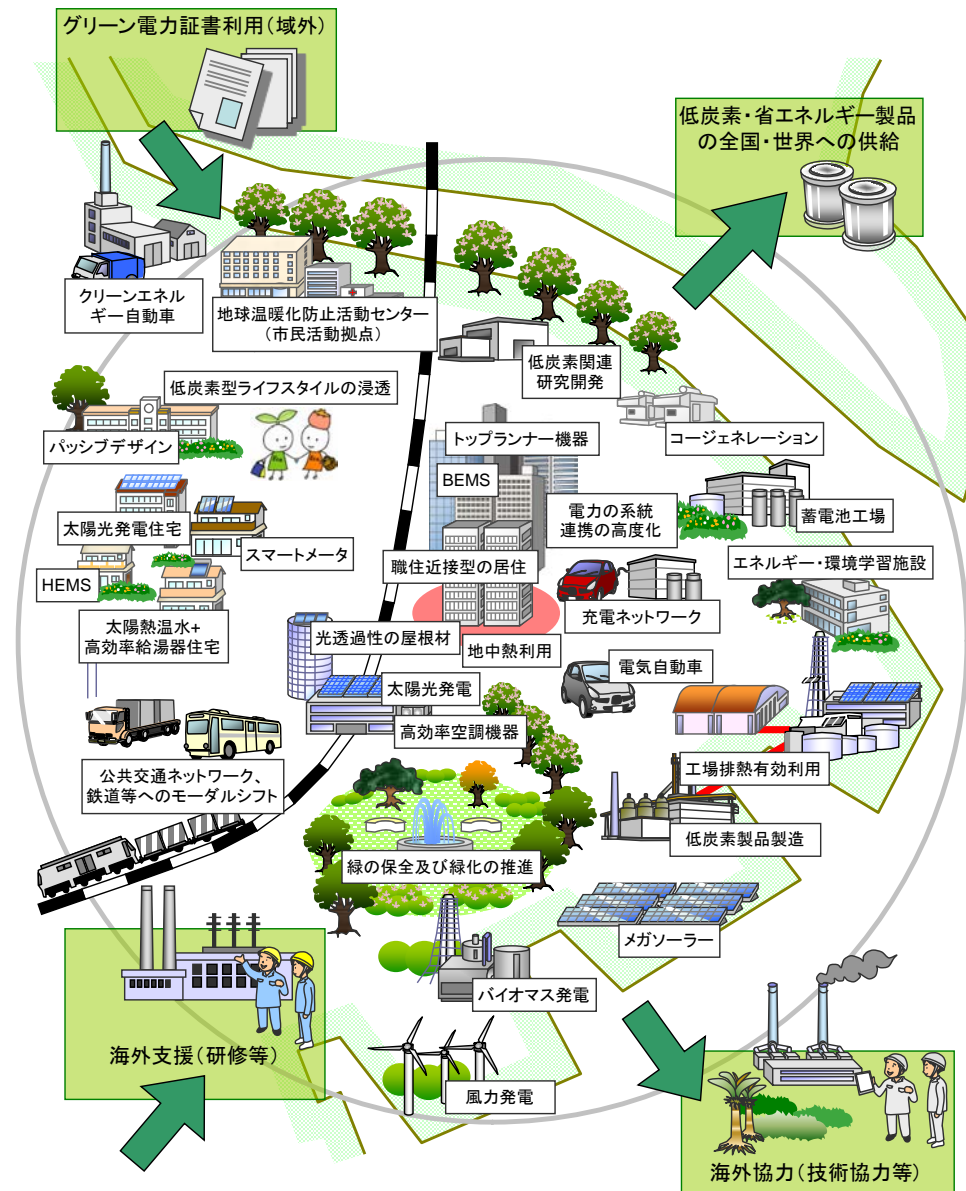 グリーン電力証書利用(域外)
低炭素・省エネルギー製品
の全国・世界への供給
クリーンエネル
ギー自動車
地球温暖化防止活動センター
(市民活動拠点)
低炭素関連
研究開発
低炭素型ライフスタイルの浸透
パッシブデザイン
トップランナー機器
コージェネレーション
BEMS
太陽光発電住宅
電力の系統
連携の高度化
蓄電池工場
スマートメータ
職住近接型の居住
エネルギー・環境学習施設
HEMS
太陽熱温水+
高効率給湯器住宅
充電ネットワーク
光透過性の屋根材
地中熱利用
電気自動車
太陽光発電
高効率空調機器
工場排熱有効利用
公共交通ネットワーク、
鉄道等へのモーダルシフト
低炭素製品製造
緑の保全及び緑化の推進
メガソーラー
バイオマス発電
海外支援(研修等)
風力発電
海外協力(技術協力等)